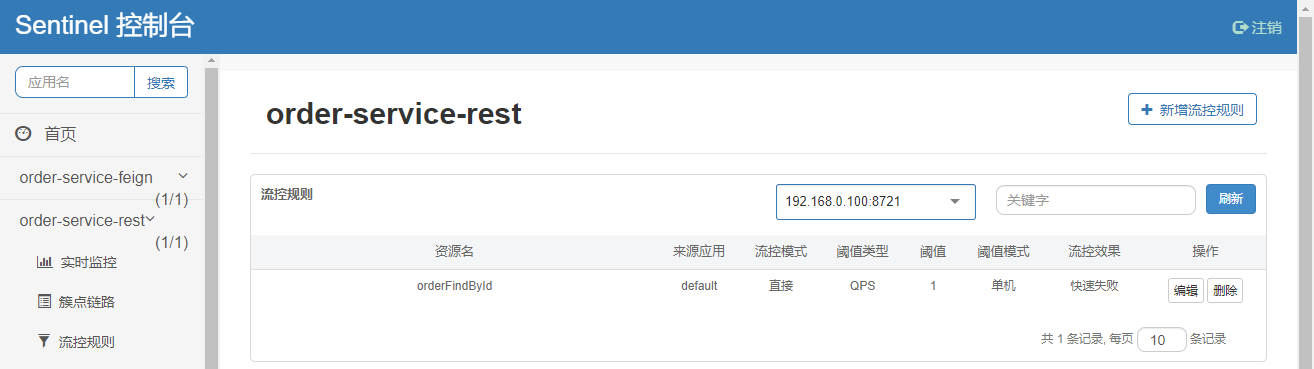 Sentinel 控制台
注销
应用名
搜索
首页
order-service-feign
(1/1)
order-service-rest
(1/1)
实时监控
簇点链路
流控规则
order-service-rest
新增流控规则
流控规则
192.168.0.100:8721
关键字
刷新
资源名 来源应用 流控模式 阈值类型 阈值 阈值模式 流控效果 操作
orderFindById default 直接 QPS 1 单机 快速失败 编辑 删除
共 1 条记录, 每页 10 条记录